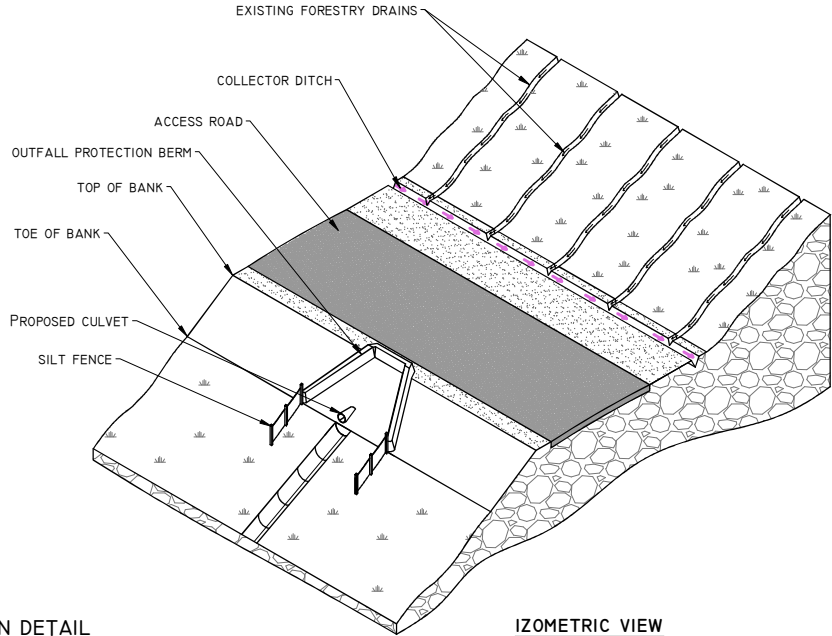 EXISTING FORESTRY DRAINS
COLLECTOR DITCH
ACCESS ROAD
OUTFALL PROTECTION BERM
TOP OF BANK
TOE OF BANK
PROPOSED CULVET
SILT FENCE
N DETAIL
IZOMETRIC VIEW